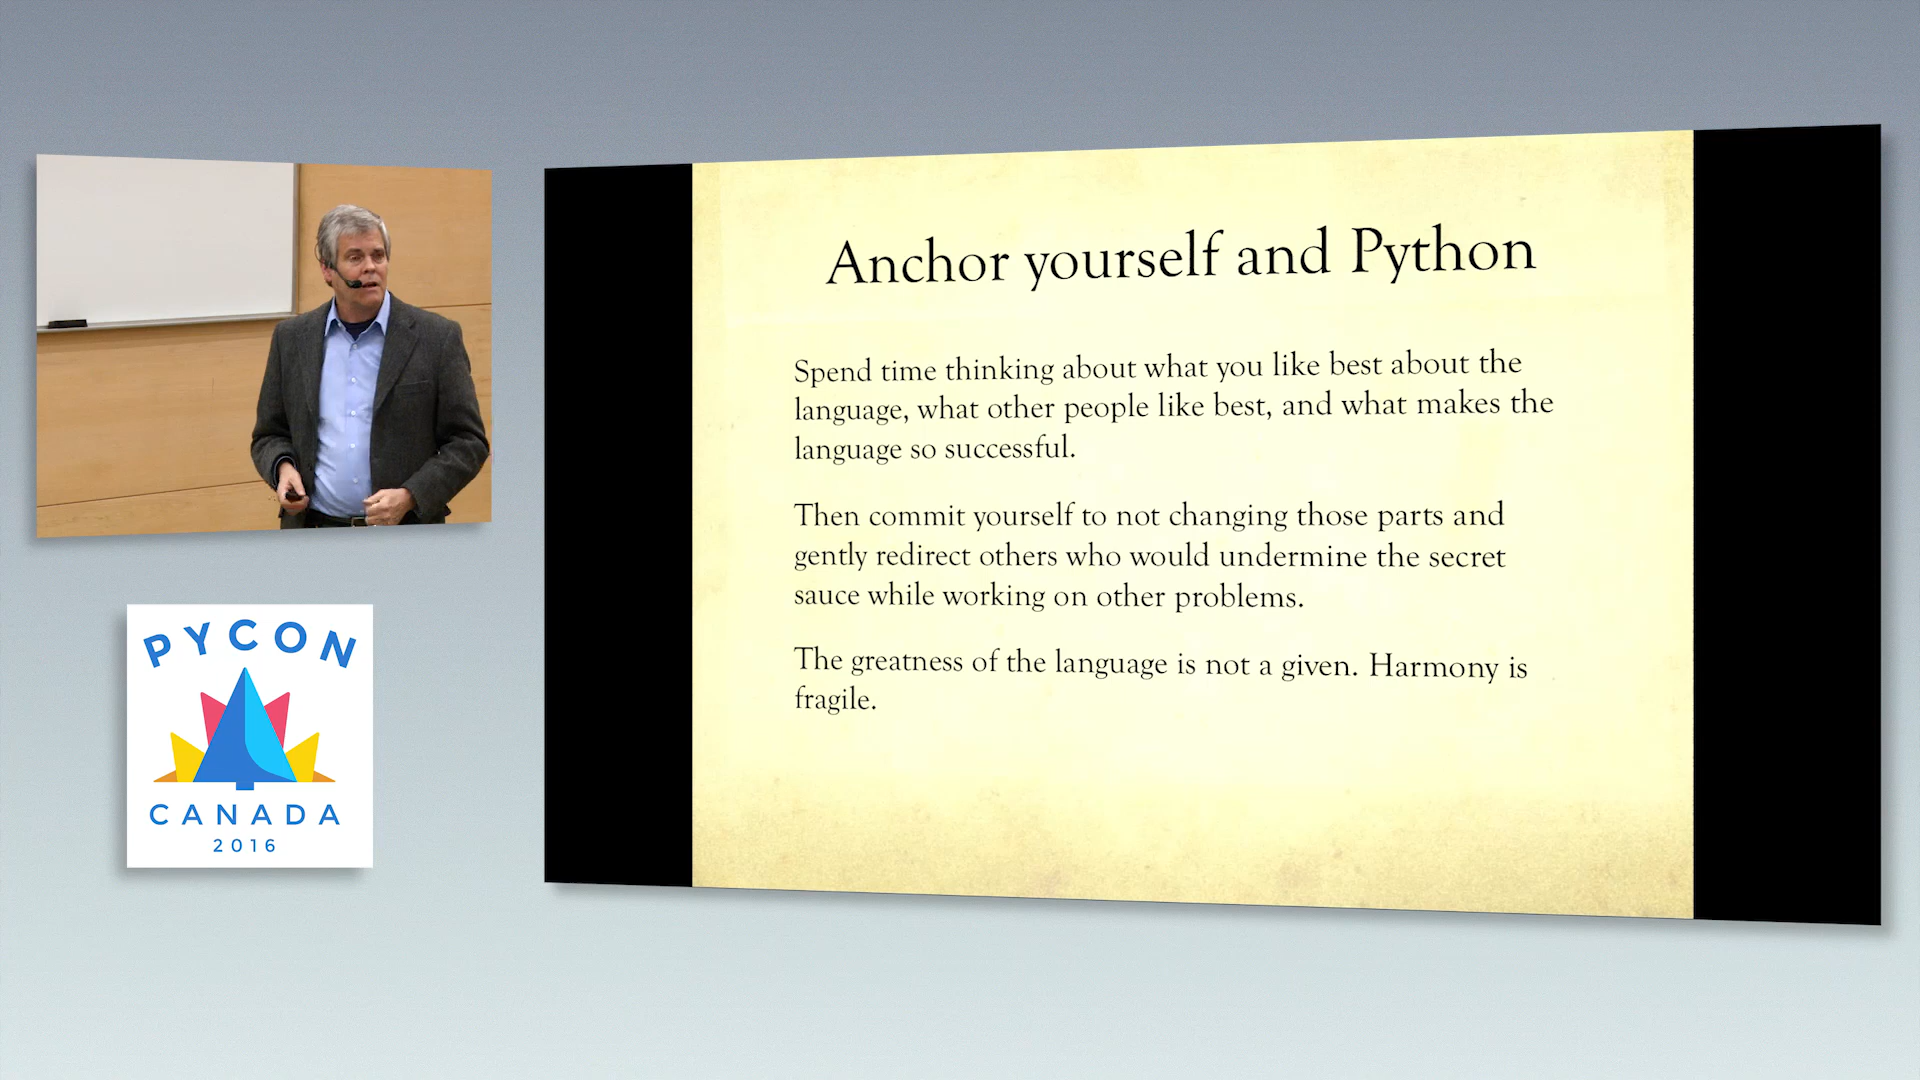 Anchor yourself and Python
Spend time thinking about what you like best about the
language, what other people like best, and what makes the
language so successful.
Then commit yourself to not changing those parts and
gently redirect others who would undermine the secret
sauce while working on other problems.
The greatness of the language is not a given. Harmony is
fragile.
PYCON
CANADA
2016